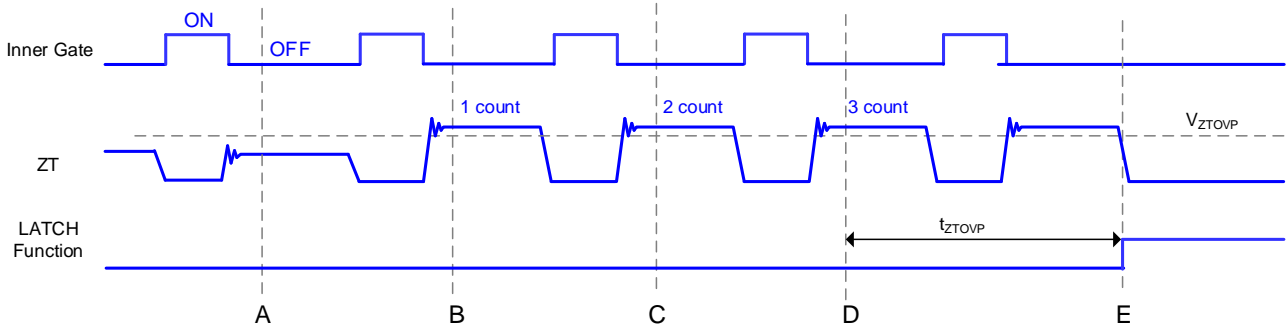 ON
Inner Gate
OFF
1 count
2 count
3 count
VZTOVP
ZT
LATCH
Function
tZTOVP
A
B
C
D
E